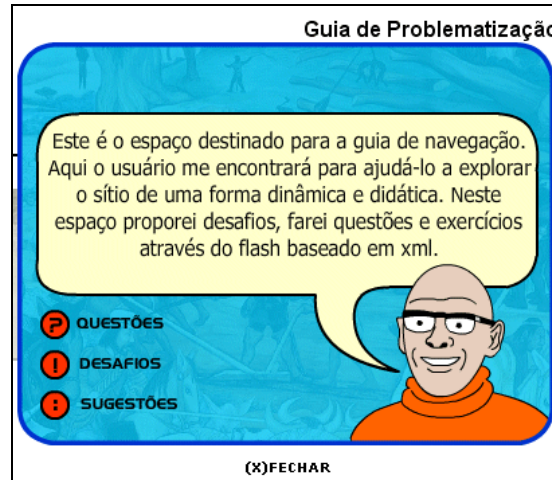 Guia de Problematização
Este é o espaço destinado para a guia de navegação.
Aqui o usuário me encontrará para ajudá-lo a explorar
o sítio de uma forma dinâmica e didática. Neste
espaço proporei desafios, farei questões e exercícios
através do flash baseado em xml.
? QUESTÕES
! DESAFIOS
: SUGESTÕES
(X)FECHAR